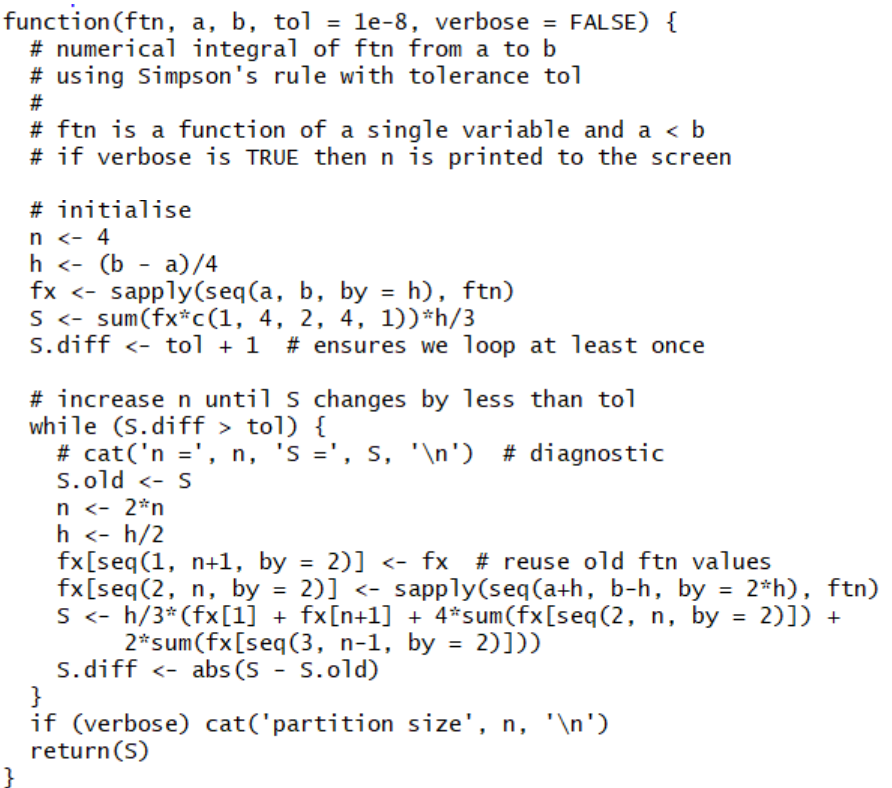 function(ftn, a, b, tol = 1e-8, verbose = FALSE) {
  # numerical integral of ftn from a to b
  # using Simpson's rule with tolerance tol
  #
  # ftn is a function of a single variable and a < b
  # if verbose is TRUE then n is printed to the screen

  # initialise
  n <- 4
  h <- (b - a)/4
  fx <- sapply(seq(a, b, by = h), ftn)
  S <- sum(fx*c(1, 4, 2, 4, 1))*h/3
  S.diff <- tol + 1  # ensures we loop at least once

  # increase n until S changes by less than tol
  while (S.diff > tol) {
    # cat('n =', n, 'S =', S, '\n')  # diagnostic
    S.old <- S
    n <- 2*n
    h <- h/2
    fx[seq(1, n+1, by = 2)] <- fx  # reuse old ftn values
    fx[seq(2, n, by = 2)] <- sapply(seq(a+h, b-h, by = 2*h), ftn)
    S <- h/3*(fx[1] + fx[n+1] + 4*sum(fx[seq(2, n, by = 2)]) +
         2*sum(fx[seq(3, n-1, by = 2)]))
    S.diff <- abs(S - S.old)
  }
  if (verbose) cat('partition size', n, '\n')
  return(S)
}